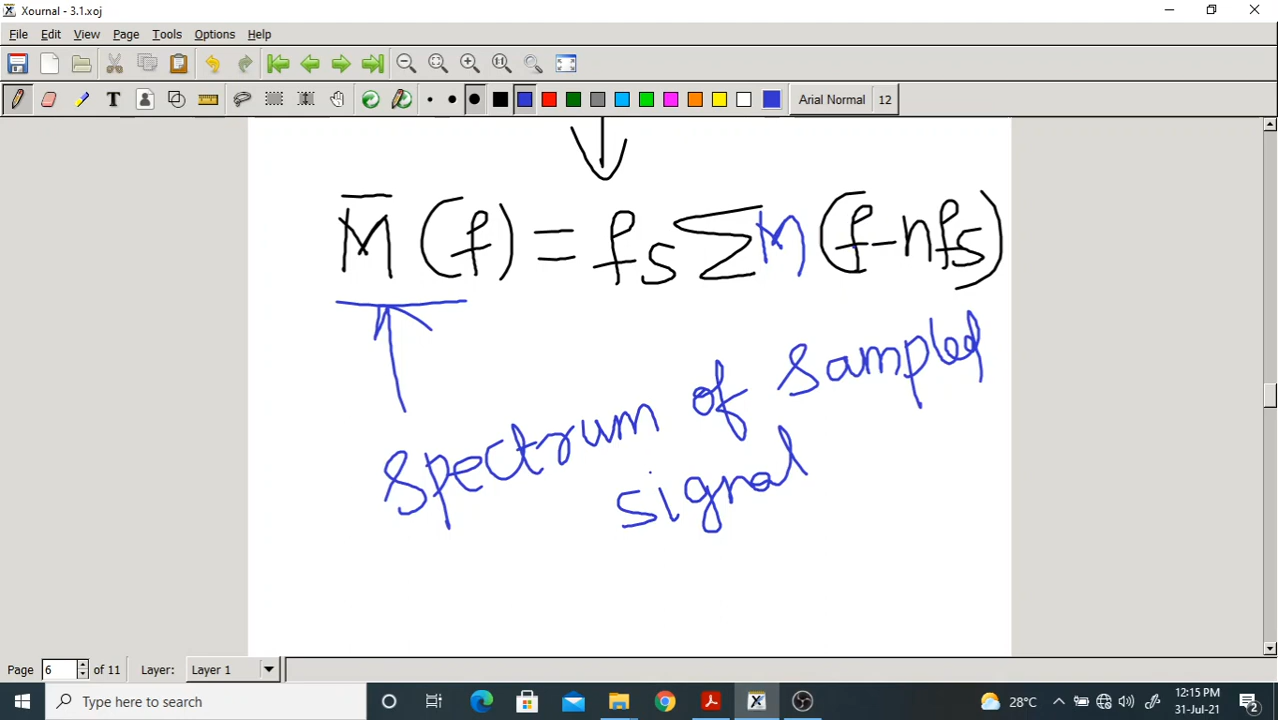 Xournal - 3.1.xoj
File Edit View Page Tools Options Help
Arial Normal 12
M̅ (f) = fs ∑ M (f-nfs)
Spectrum of Sampled
signal
Page 6 of 11 Layer: Layer 1
Type here to search
28°C
12:15 PM
31-Jul-21
2